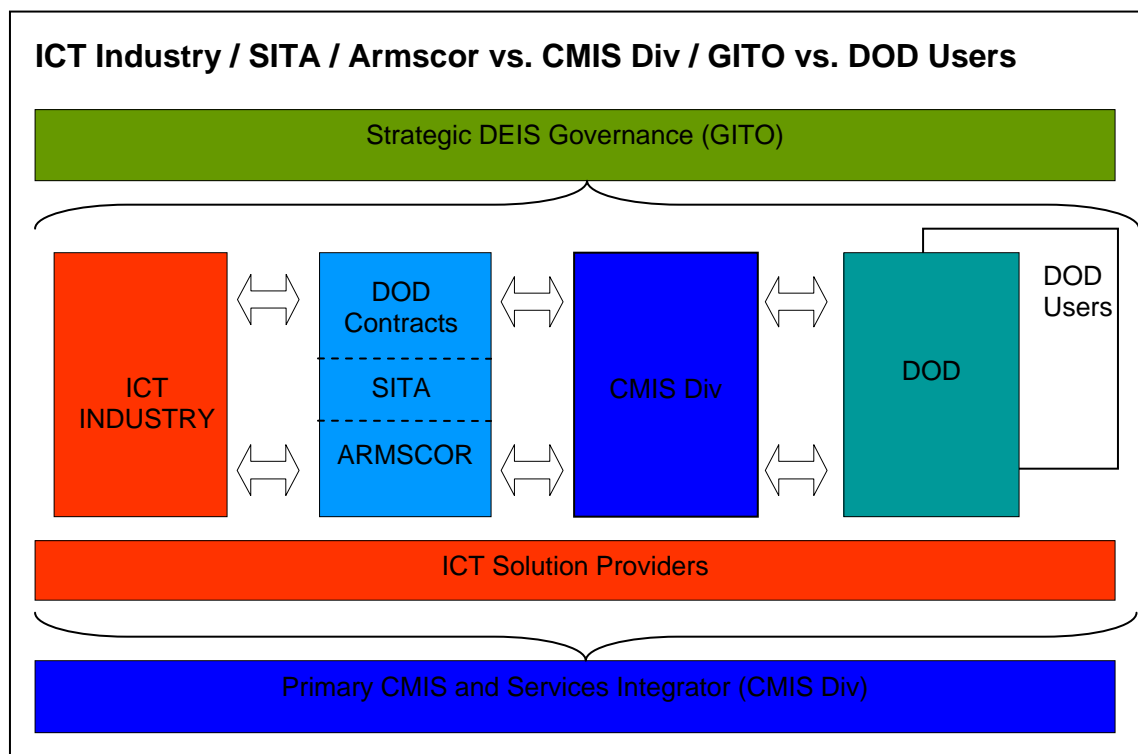 ICT Industry / SITA / Armscor vs. CMIS Div / GITO vs. DOD Users
Strategic DEIS Governance (GITO)
ICT
INDUSTRY
DOD
Contracts
SITA
ARMSCOR
CMIS Div
DOD
DOD
Users
ICT Solution Providers
Primary CMIS and Services Integrator (CMIS Div)